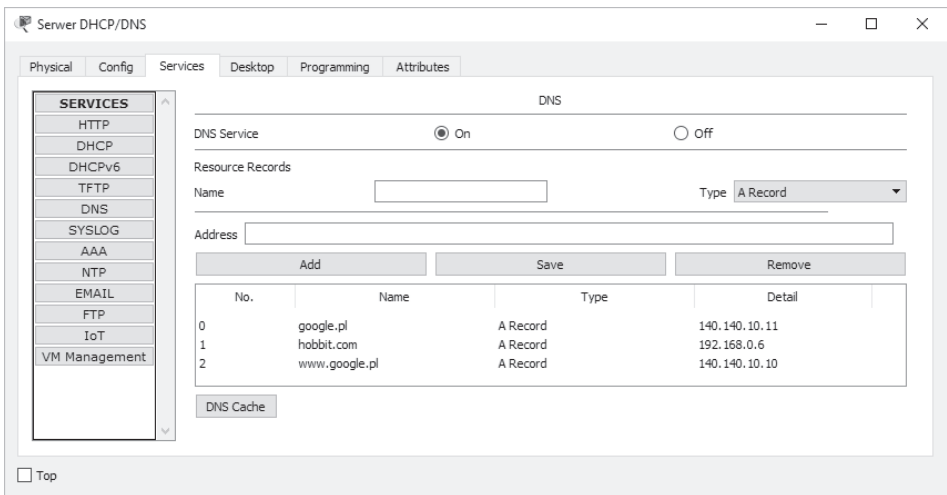 Serwer DHCP/DNS
Physical Config Services Desktop Programming Attributes
SERVICES
HTTP
DHCP
DHCPv6
TFTP
DNS
SYSLOG
AAA
NTP
EMAIL
FTP
IoT
VM Management
DNS
DNS Service On Off
Resource Records
Name Type A Record
Address
Add Save Remove
No. Name Type Detail
0 google.pl A Record 140.140.10.11
1 hobbit.com A Record 192.168.0.6
2 www.google.pl A Record 140.140.10.10
DNS Cache
Top